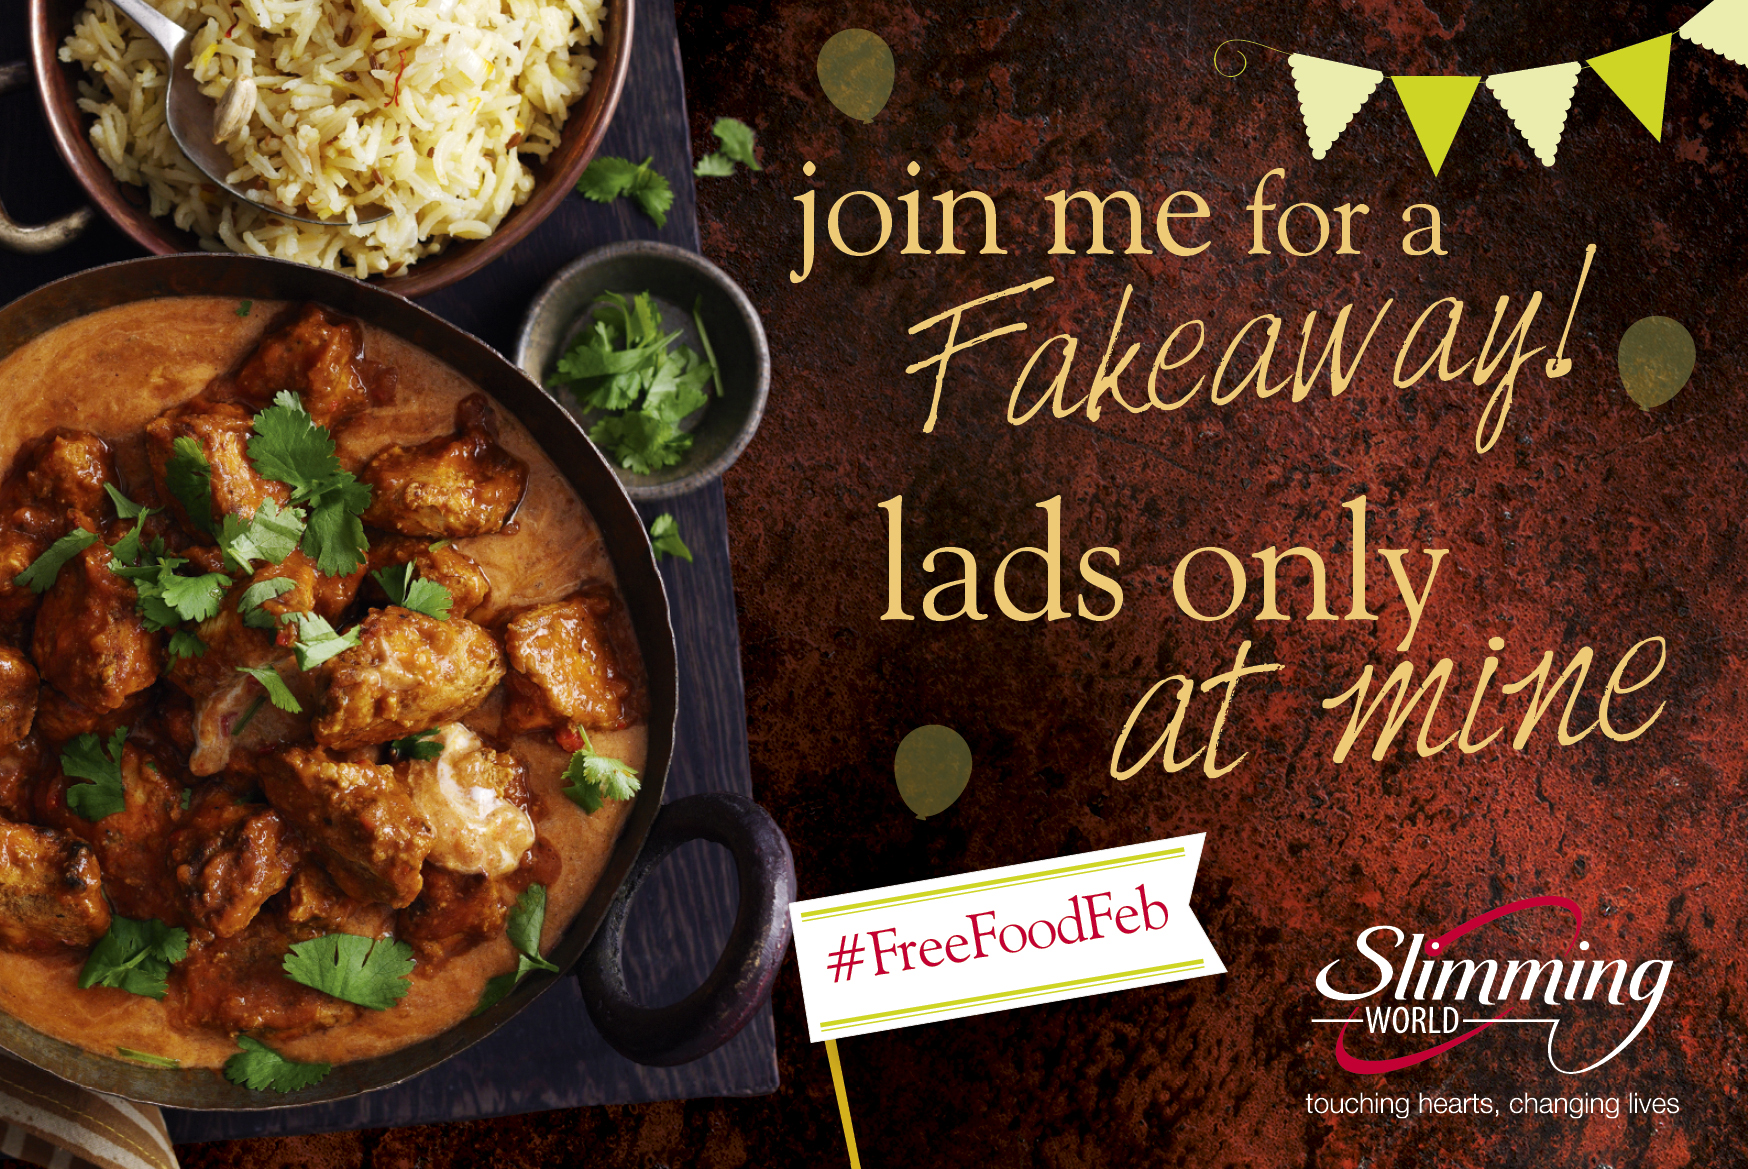 join me for a
Fakeaway!
lads only
at mine
#FreeFoodFeb
Slimming
WORLD
touching hearts, changing lives